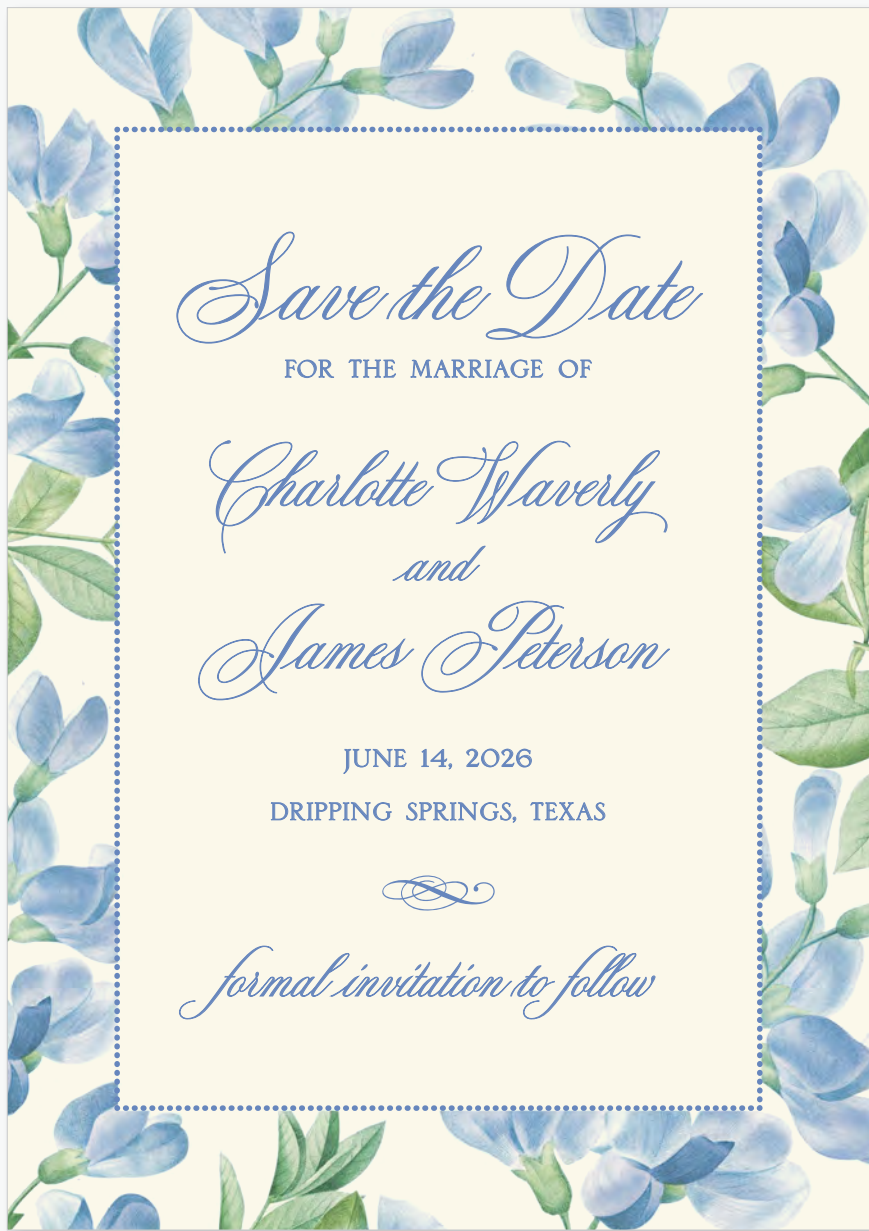 Save the Date
FOR THE MARRIAGE OF
Charlotte Waverly
and
James Peterson
JUNE 14, 2026
DRIPPING SPRINGS, TEXAS
formal invitation to follow